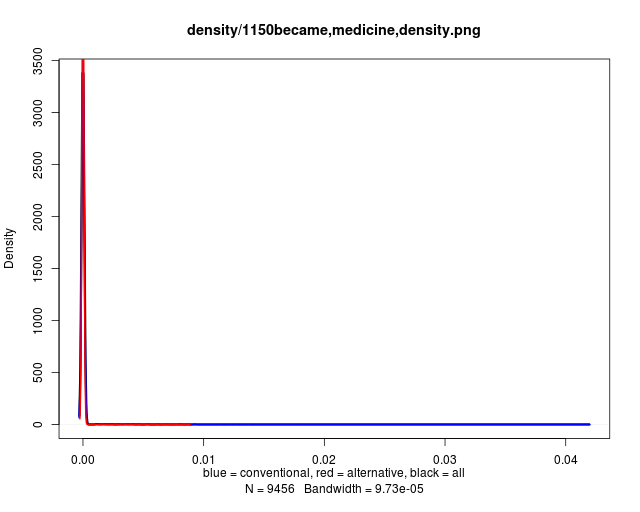 density/1150became,medicine,density.png
Density
3500
3000
2500
2000
1500
1000
500
0
0.00 0.01 0.02 0.03 0.04
blue = conventional, red = alternative, black = all
N = 9456 Bandwidth = 9.73e-05